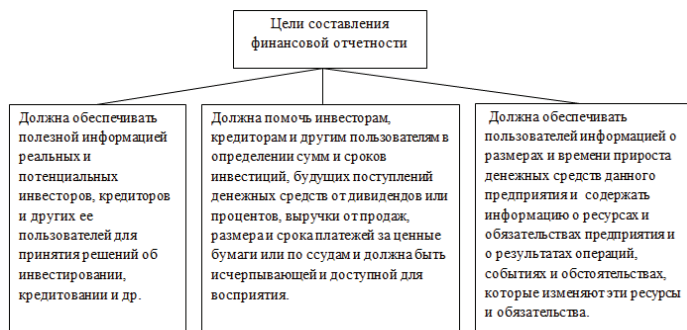 Цели составления
финансовой отчетности
Должна обеспечивать
полезной информацией
реальных и
потенциальных
инвесторов, кредиторов
и других ее
пользователей для
принятия решений об
инвестировании,
кредитовании и др.
Должна помочь инвесторам,
кредиторам и другим пользователям в
определении сумм и сроков
инвестиций, будущих поступлений
денежных средств от дивидендов или
процентов, выручки от продаж,
размера и срока платежей за ценные
бумаги или по ссудам и должна быть
исчерпывающей и доступной для
восприятия.
Должна обеспечивать
пользователей информацией о
размерах и времени прироста
денежных средств данного
предприятия и содержать
информацию о ресурсах и
обязательствах предприятия и
о результатах операций,
событиях и обстоятельствах,
которые изменяют эти ресурсы
и обязательства.